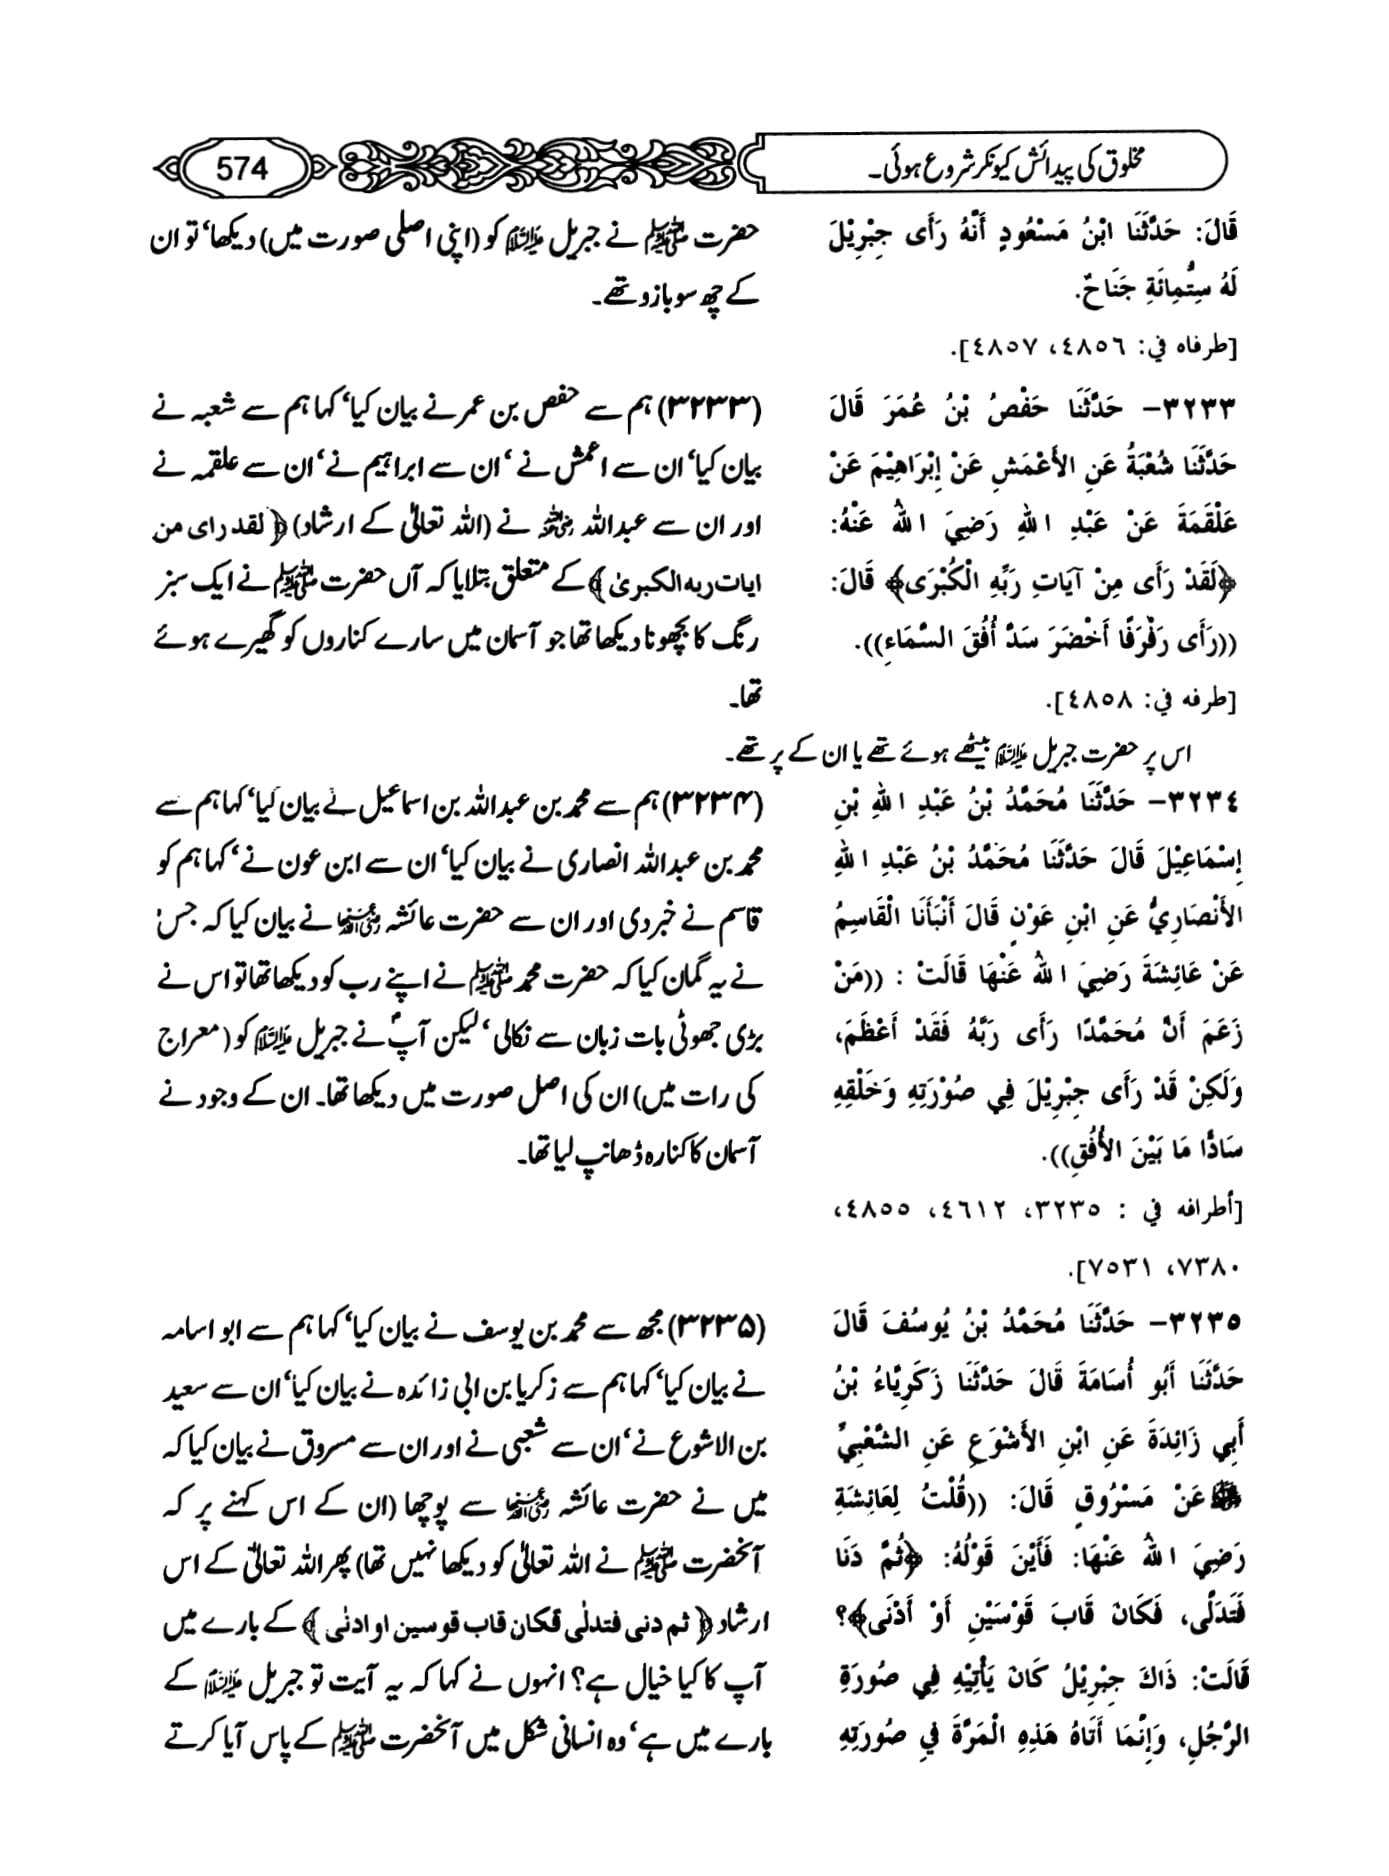 مخلوق کی پیدائش کیونکر شروع ہوئی۔
574
قَالَ: حَدَّثَنَا ابْنُ مَسْعُودٍ أَنَّهُ رَأَى جِبْرِيْلَ
لَهُ سِتُّمِائَةِ جَنَاحٌ.
[طرفاه في: ٤٨٥٦، ٤٨٥٧].
حضرت ﷺ نے جبریل علیہ السلام کو (اپنی اصلی صورت میں) دیکھا‘ تو ان
کے چھ سو بازو تھے۔
٣٢٣٣– حَدَّثَنَا حَفْصُ بْنُ عُمَرَ قَالَ
حَدَّثَنَا شُعْبَةُ عَنِ الأَعْمَشِ عَنْ إِبْرَاهِيْمَ عَنْ
عَلْقَمَةَ عَنْ عَبْدِ اللهِ رَضِيَ اللهُ عَنْهُ:
﴿لَقَدْ رَأَى مِنْ آيَاتِ رَبِّهِ الْكُبْرَى﴾ قَالَ:
((رَأَى رَفْرَفًا أَخْضَرَ سَدَّ أُفُقَ السَّمَاءِ)).
[طرفه في: ٤٨٥٨].
(۳۲۳۳) ہم سے حفص بن عمر نے بیان کیا‘ کہا ہم سے شعبہ نے
بیان کیا‘ ان سے اعمش نے ‘ ان سے ابراہیم نے‘ ان سے علقمہ نے
اور ان سے عبداللہ رضی اللہ عنہ نے (اللہ تعالیٰ کے ارشاد) ﴿ لقد رای من
ایات ربہ الکبریٰ﴾ کے متعلق بتلایا کہ آں حضرت ﷺ نے ایک سبز
رنگ کا بچھونا دیکھا تھا جو آسمان میں سارے کناروں کو گھیرے ہوئے
تھا۔
اس پر حضرت جبریل علیہ السلام بیٹھے ہوئے تھے یا ان کے پر تھے۔
٣٢٣٤– حَدَّثَنَا مُحَمَّدُ بْنُ عَبْدِ اللهِ بْنِ
إِسْمَاعِيْلَ قَالَ حَدَّثَنَا مُحَمَّدُ بْنُ عَبْدِ اللهِ
الأَنْصَارِيُّ عَنِ ابْنِ عَوْنٍ قَالَ أَنْبَأَنَا الْقَاسِمُ
عَنْ عَائِشَةَ رَضِيَ اللهُ عَنْهَا قَالَتْ : ((مَنْ
زَعَمَ أَنَّ مُحَمَّدًا رَأَى رَبَّهُ فَقَدْ أَعْظَمَ،
وَلَكِنْ قَدْ رَأَى جِبْرِيْلَ فِي صُوْرَتِهِ وَخَلْقِهِ
سَادًّا مَا بَيْنَ الأُفُقِ)).
[أطرافه في : ٣٢٣٥، ٤٦١٢، ٤٨٥٥،
٧٣٨٠، ٧٥٣١].
(۳۲۳۴) ہم سے محمد بن عبداللہ بن اسماعیل نے بیان کیا‘ کہا ہم سے
محمد بن عبداللہ انصاری نے بیان کیا‘ ان سے ابن عون نے ‘ کہا ہم کو
قاسم نے خبر دی اور ان سے حضرت عائشہ رضی اللہ عنہا نے بیان کیا کہ جس
نے یہ گمان کیا کہ حضرت محمد ﷺ نے اپنے رب کو دیکھا تھا تو اس نے
بڑی جھوٹی بات زبان سے نکالی ‘ لیکن آپؐ نے جبریل علیہ السلام کو (معراج
کی رات میں) ان کی اصل صورت میں دیکھا تھا۔ ان کے وجود نے
آسمان کا کنارہ ڈھانپ لیا تھا۔
٣٢٣٥– حَدَّثَنَا مُحَمَّدُ بْنُ يُوسُفَ قَالَ
حَدَّثَنَا أَبُو أُسَامَةَ قَالَ حَدَّثَنَا زَكَرِيَّاءُ بْنُ
أَبِي زَائِدَةَ عَنِ ابْنِ الأَشْوَعِ عَنِ الشَّعْبِيِّ
عَنْ مَسْرُوقٍ قَالَ: ((قُلْتُ لِعَائِشَةَ
رَضِيَ اللهُ عَنْهَا: فَأَيْنَ قَوْلُهُ: ﴿ثُمَّ دَنَا
فَتَدَلَّى، فَكَانَ قَابَ قَوْسَيْنِ أَوْ أَدْنَى﴾؟
قَالَتْ: ذَاكَ جِبْرِيْلُ كَانَ يَأْتِيْهِ فِي صُورَةِ
الرَّجُلِ، وَإِنَّمَا أَتَاهُ هَذِهِ الْمَرَّةَ فِي صُورَتِهِ
(۳۲۳۵) مجھ سے محمد بن یوسف نے بیان کیا‘ کہا ہم سے ابو اسامہ
نے بیان کیا‘ کہا ہم سے زکریا بن ابی زائدہ نے بیان کیا‘ ان سے سعید
بن الاشوع نے‘ ان سے شعبی نے اور ان سے مسروق نے بیان کیا کہ
میں نے حضرت عائشہ رضی اللہ عنہا سے پوچھا (ان کے اس کہنے پر کہ
آنحضرت ﷺ نے اللہ تعالیٰ کو دیکھا نہیں تھا) پھر اللہ تعالیٰ کے اس
ارشاد ﴿ ثم دنی فتدلٰی فکان قاب قوسین او ادنٰی ﴾ کے بارے میں
آپ کا کیا خیال ہے؟ انہوں نے کہا کہ یہ آیت تو جبریل علیہ السلام کے
بارے میں ہے‘ وہ انسانی شکل میں آنحضرت ﷺ کے پاس آیا کرتے